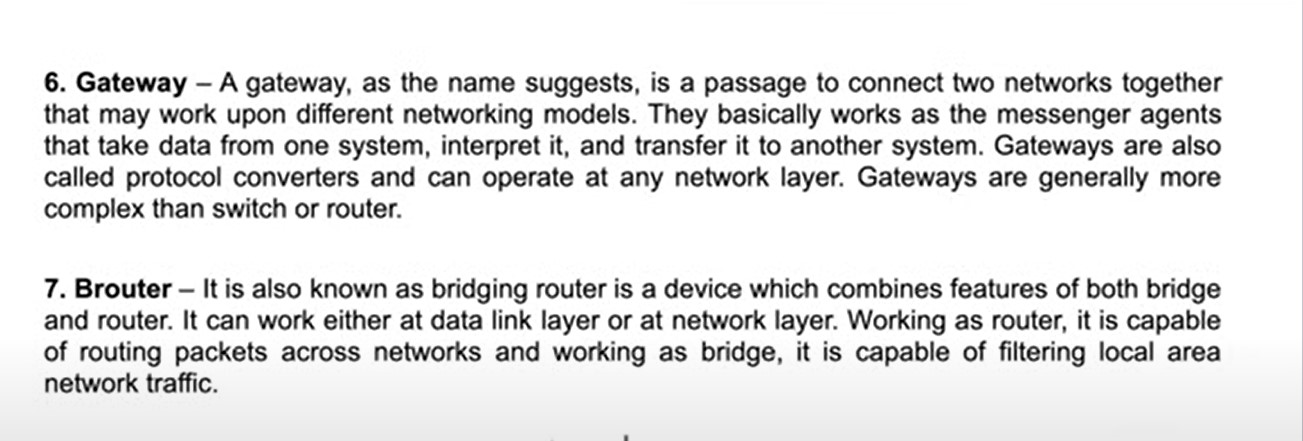 6. Gateway – A gateway, as the name suggests, is a passage to connect two networks together
that may work upon different networking models. They basically works as the messenger agents
that take data from one system, interpret it, and transfer it to another system. Gateways are also
called protocol converters and can operate at any network layer. Gateways are generally more
complex than switch or router.
7. Brouter – It is also known as bridging router is a device which combines features of both bridge
and router. It can work either at data link layer or at network layer. Working as router, it is capable
of routing packets across networks and working as bridge, it is capable of filtering local area
network traffic.